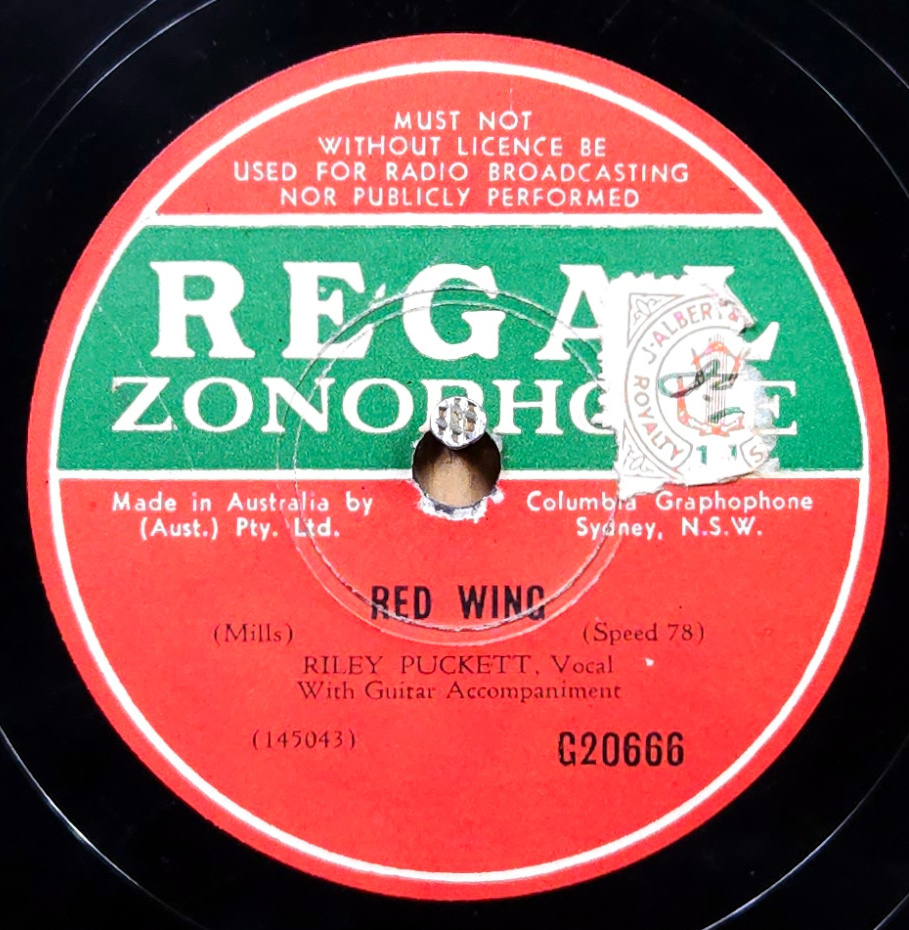 MUST NOT
WITHOUT LICENCE BE
USED FOR RADIO BROADCASTING
NOR PUBLICLY PERFORMED
REGAL
ZONOPHONE
J. ALBERT &
ROYALTY
Made in Australia by Columbia Graphophone
(Aust.) Pty. Ltd. Sydney, N.S.W.
RED WING
(Mills) (Speed 78)
RILEY PUCKETT, Vocal
With Guitar Accompaniment
(145043) G20666